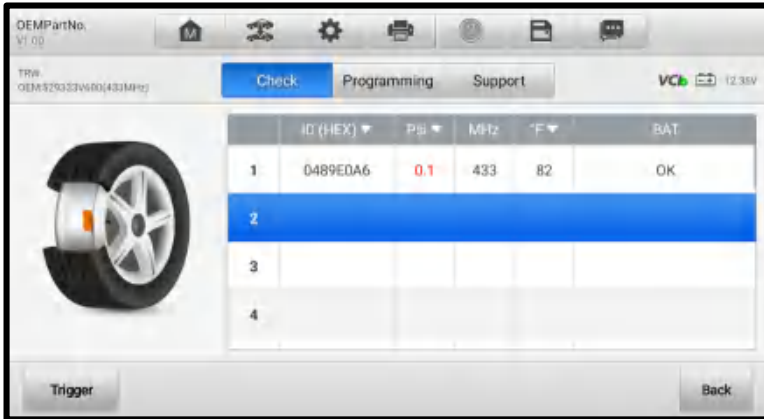 OEMPartNo.
V1.00
M
TRW
Check
Programming
Support
VCI
12.35V
ID (HEX) ▼
Psi ▼
MHz
°F ▼
BAT
1
0489E0A6
0.1
433
82
OK
2
3
4
Trigger
Back